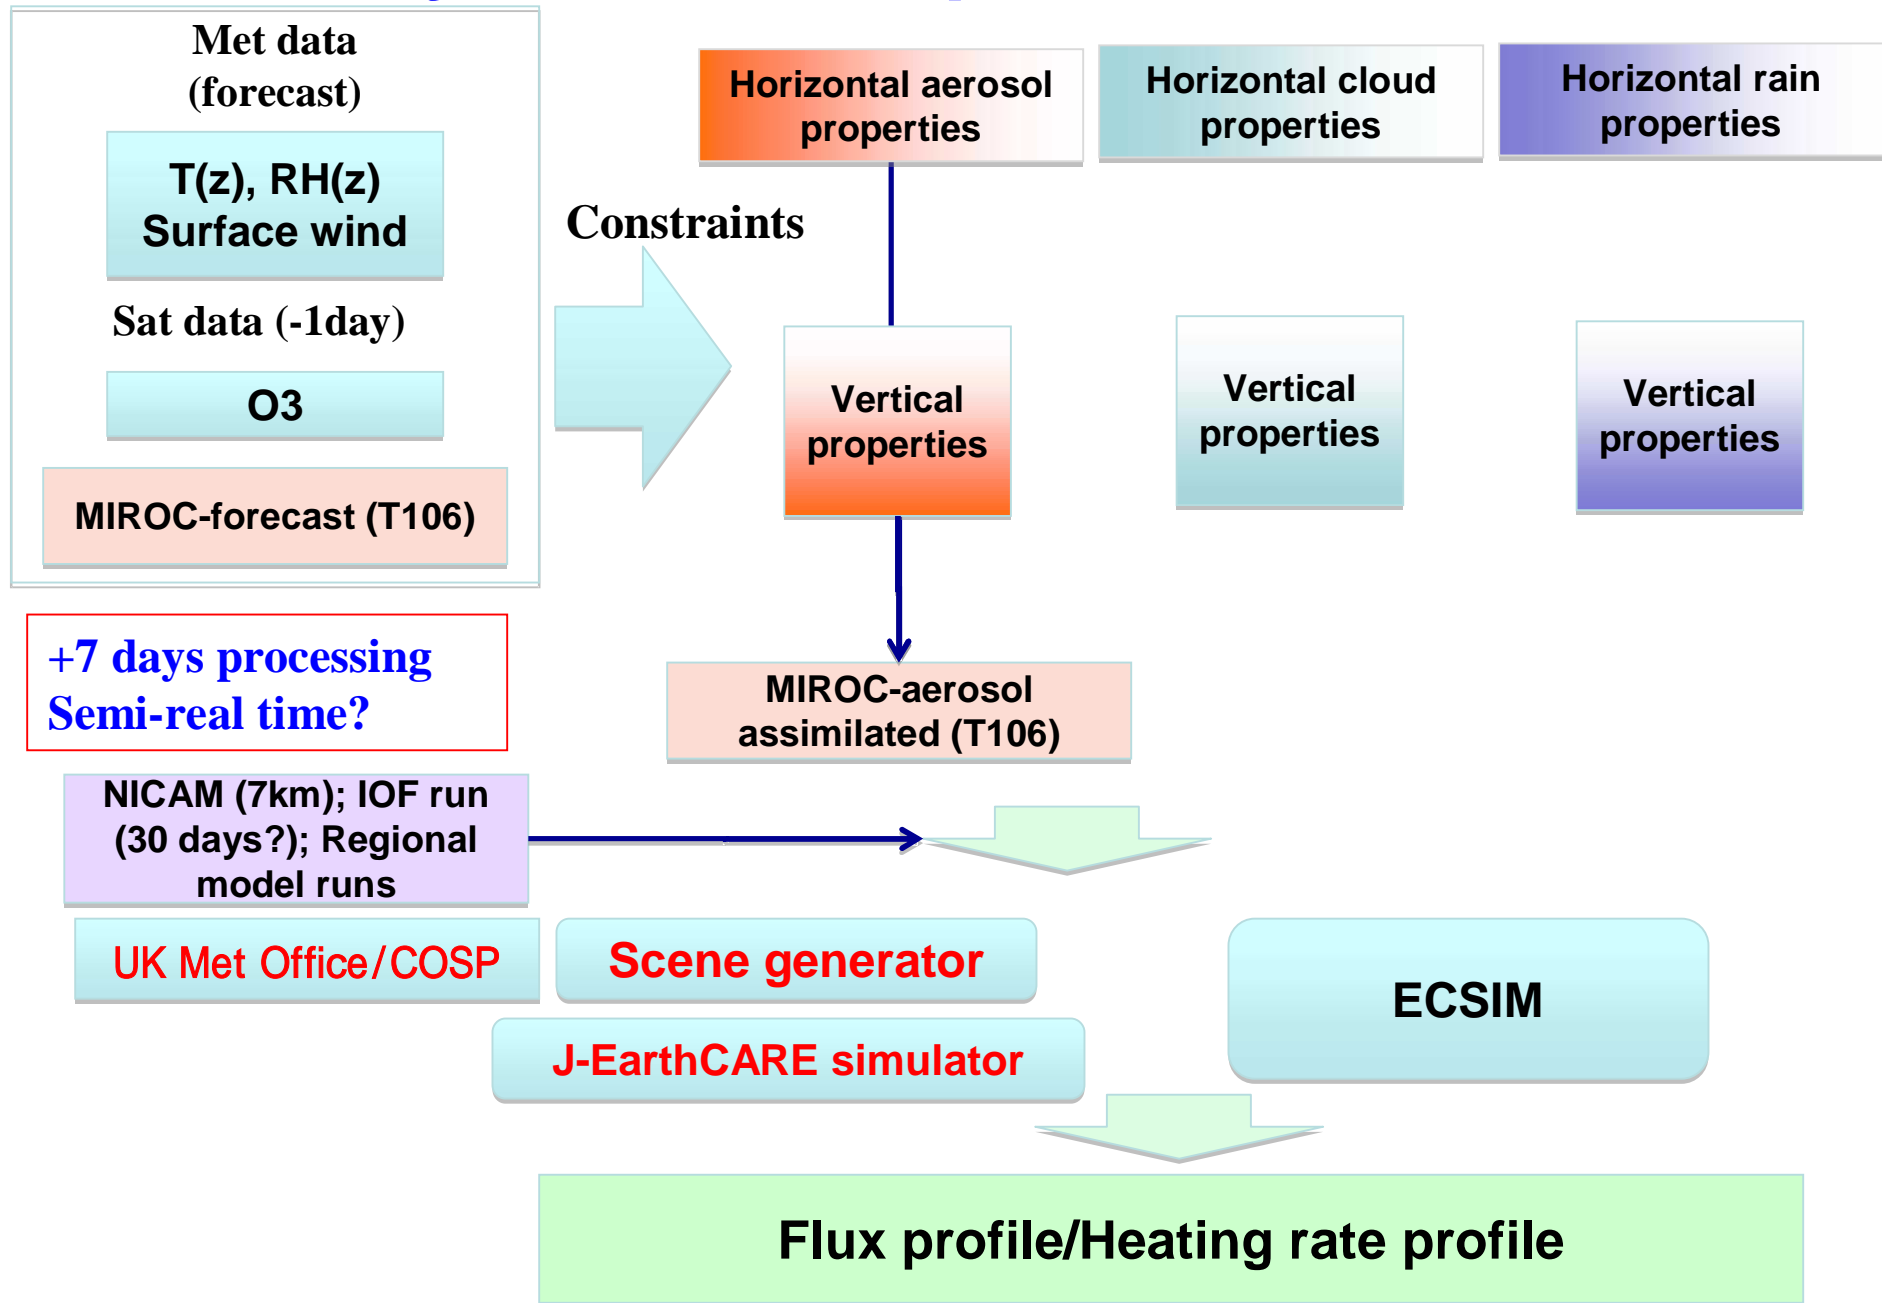 Met data
(forecast)
T(z), RH(z)
Surface wind
Sat data (-1day)
O3
MIROC-forecast (T106)
Constraints
Horizontal aerosol
properties
Horizontal cloud
properties
Horizontal rain
properties
Vertical
properties
Vertical
properties
Vertical
properties
+7 days processing
Semi-real time?
MIROC-aerosol
assimilated (T106)
NICAM (7km); IOF run
(30 days?); Regional
model runs
UK Met Office/COSP
Scene generator
J-EarthCARE simulator
ECSIM
Flux profile/Heating rate profile